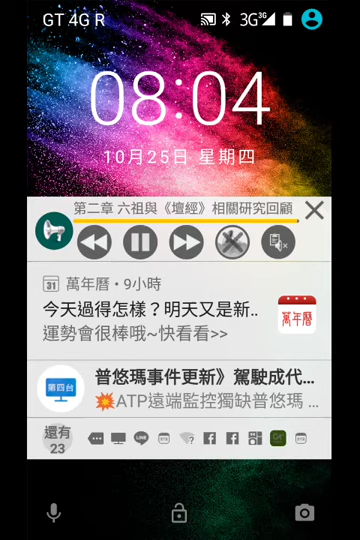 GT 4G R
3G 3G
08:04
10月25日 星期四
第二章 六祖與《壇經》相關研究回顧
31 萬年曆 • 9小時
今天過得怎樣？明天又是新..
運勢會很棒哦~快看看>>
萬年曆
第四台
普悠瑪事件更新》駕駛成代…
💥ATP遠端監控獨缺普悠瑪 …
還有
23